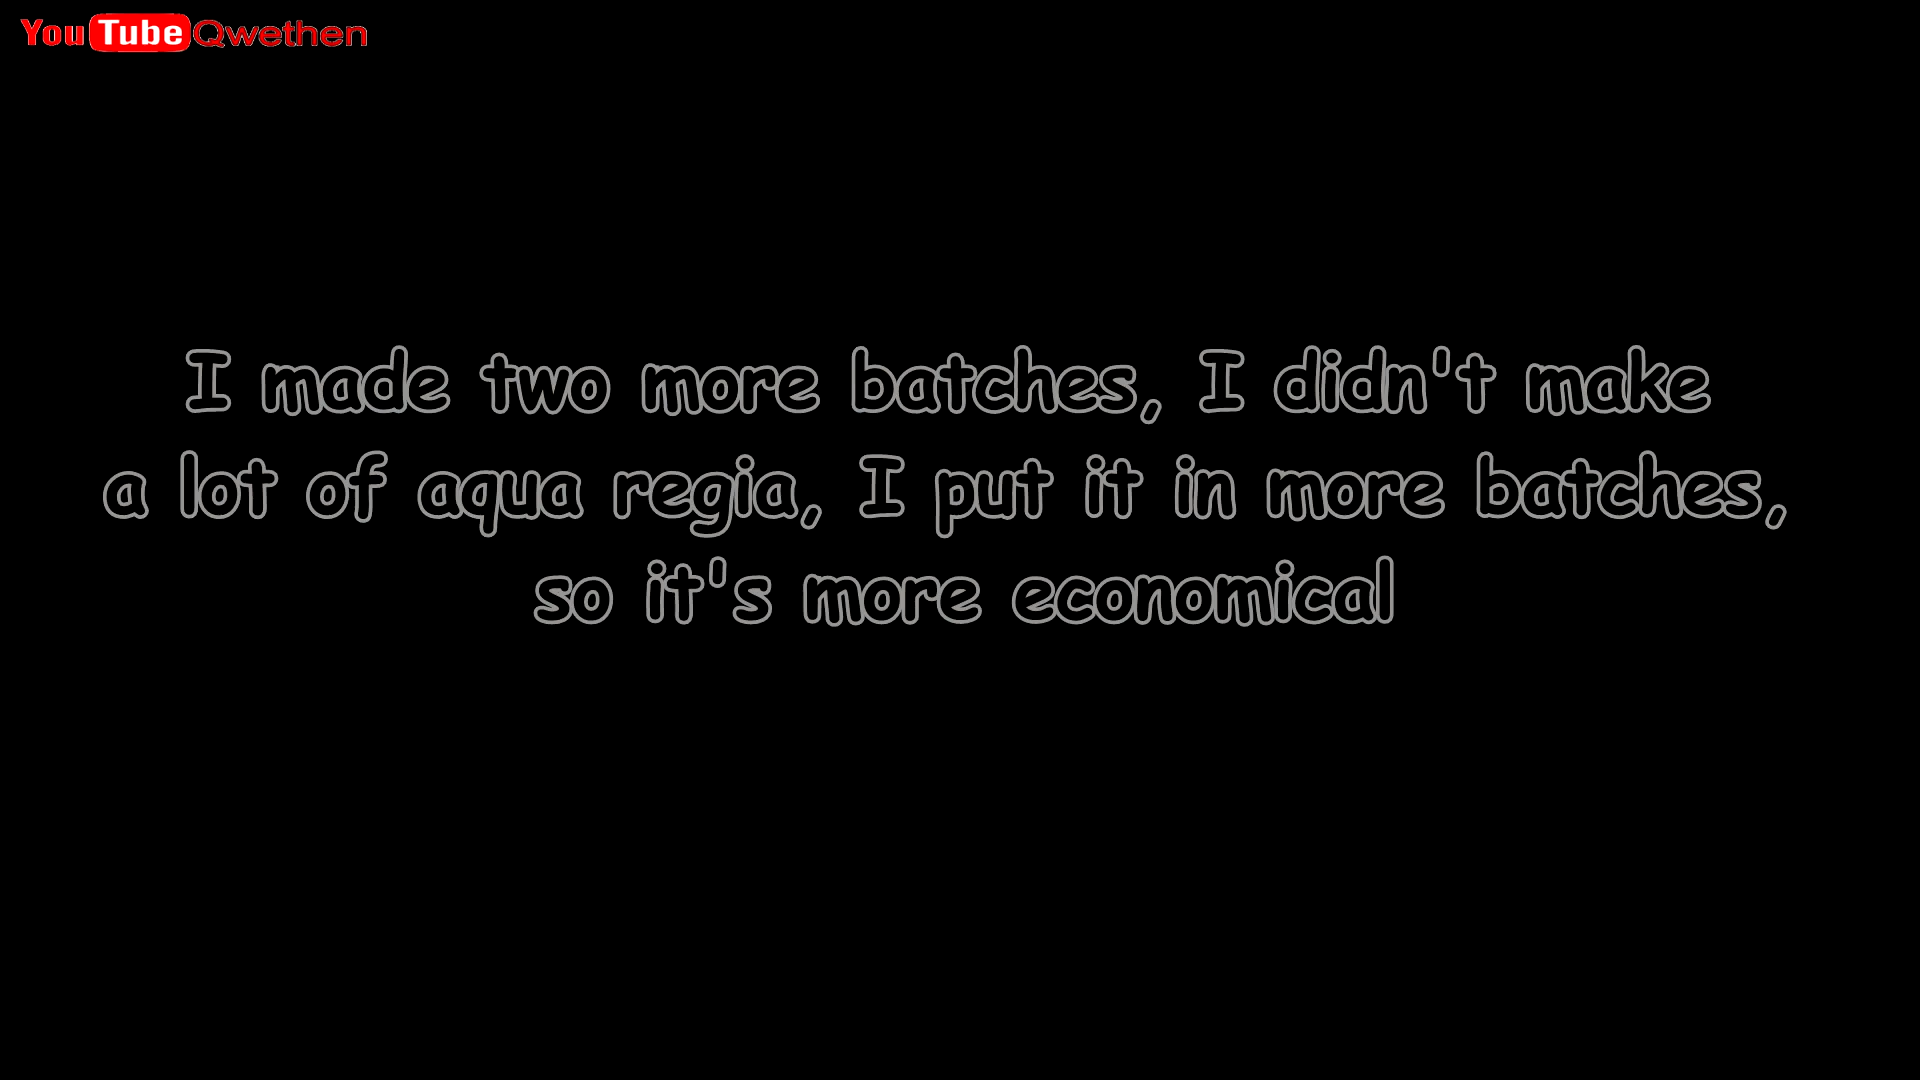 YouTube Qwethen
I made two more batches, I didn't make
a lot of aqua regia, I put it in more batches,
so it's more economical